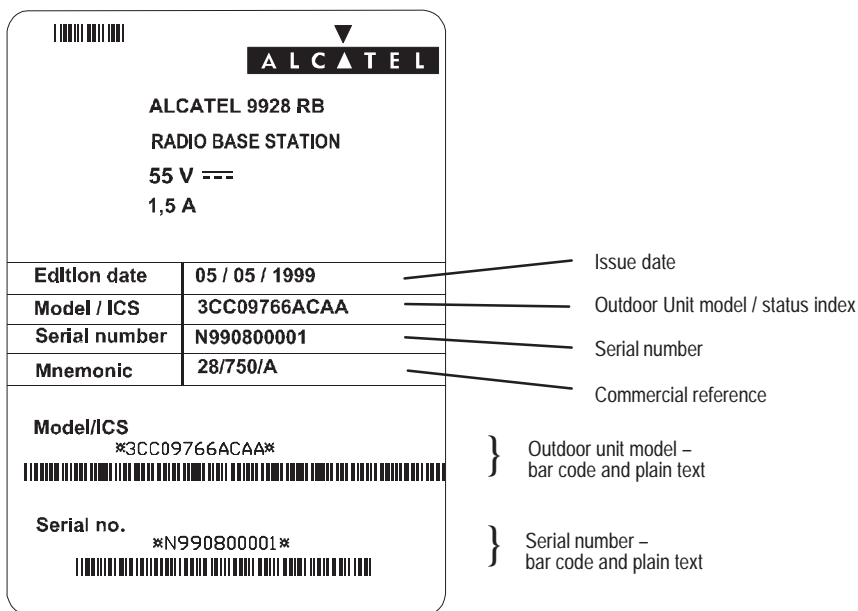 ALCATEL
ALCATEL 9928 RB
RADIO BASE STATION
55 V
1,5 A
Edition date 05 / 05 / 1999 Issue date
Model / ICS 3CC09766ACAA Outdoor Unit model / status index
Serial number N990800001 Serial number
Mnemonic 28/750/A Commercial reference
Model/ICS
*3CC09766ACAA*
} Outdoor unit model –
bar code and plain text
Serial no.
*N990800001*
} Serial number –
bar code and plain text